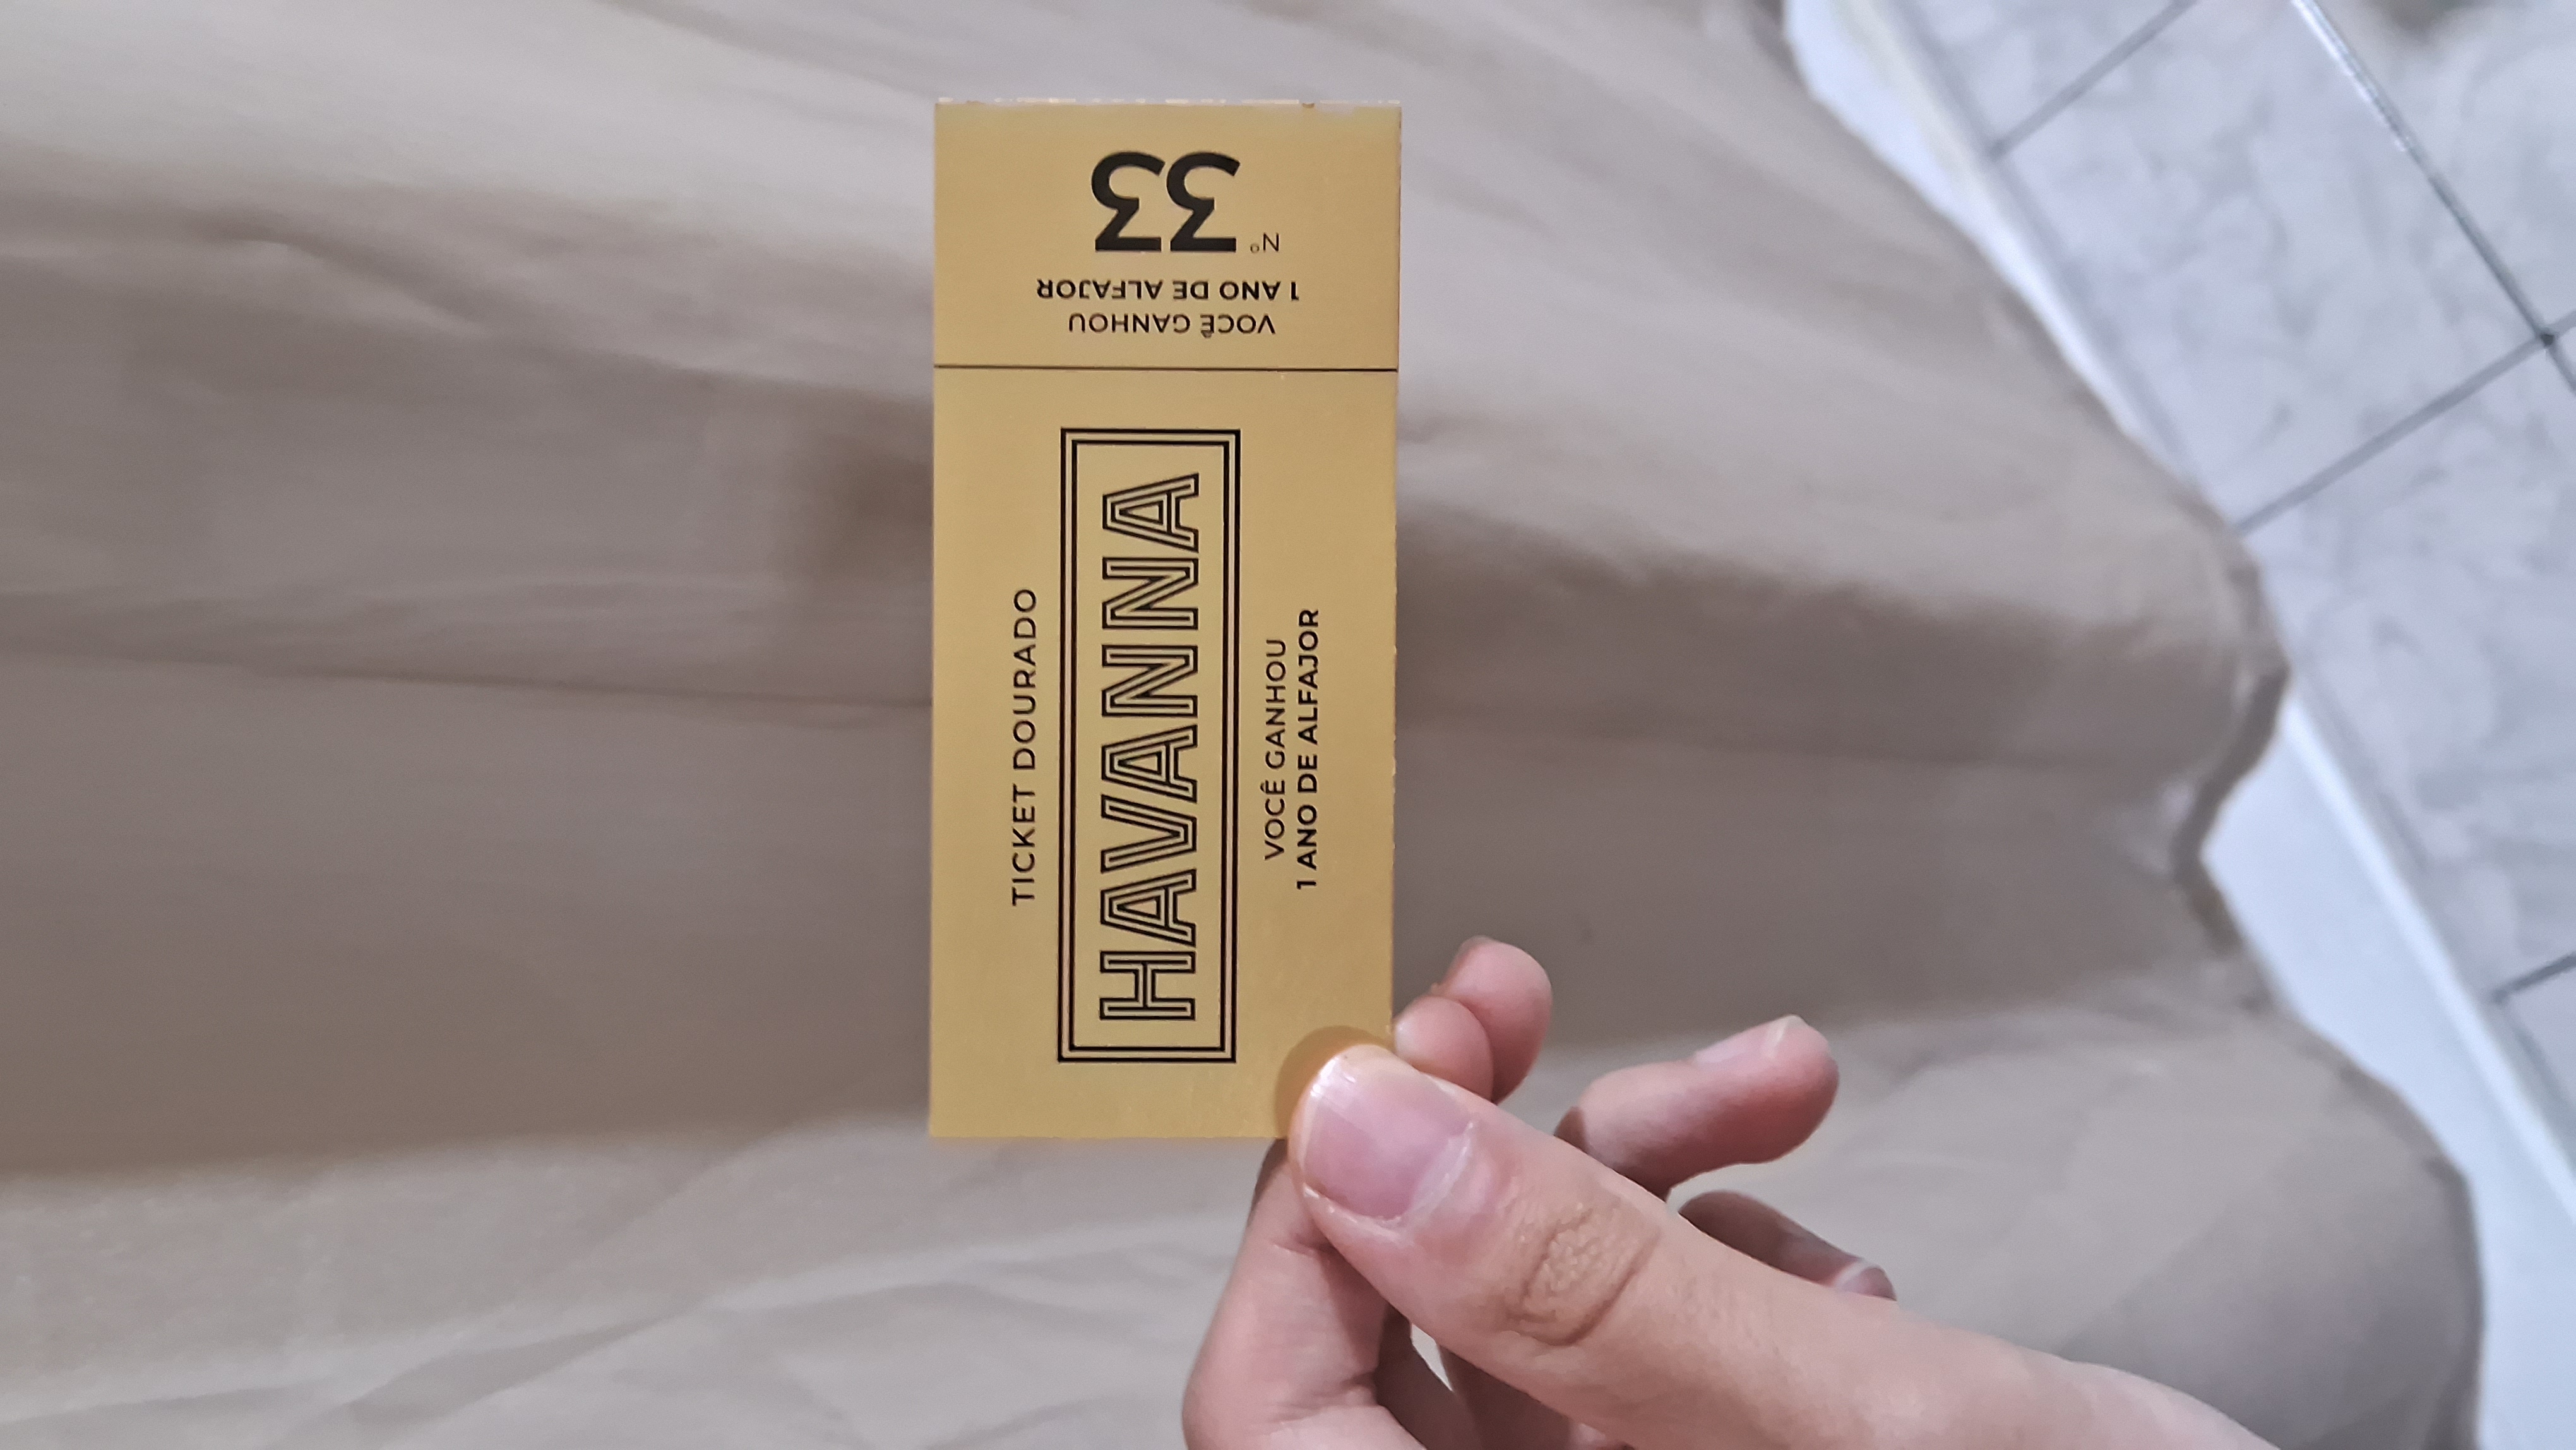 VOCÊ GANHOU
1 ANO DE ALFAJOR
Nº 33
TICKET DOURADO
HAVANNA
VOCÊ GANHOU
1 ANO DE ALFAJOR